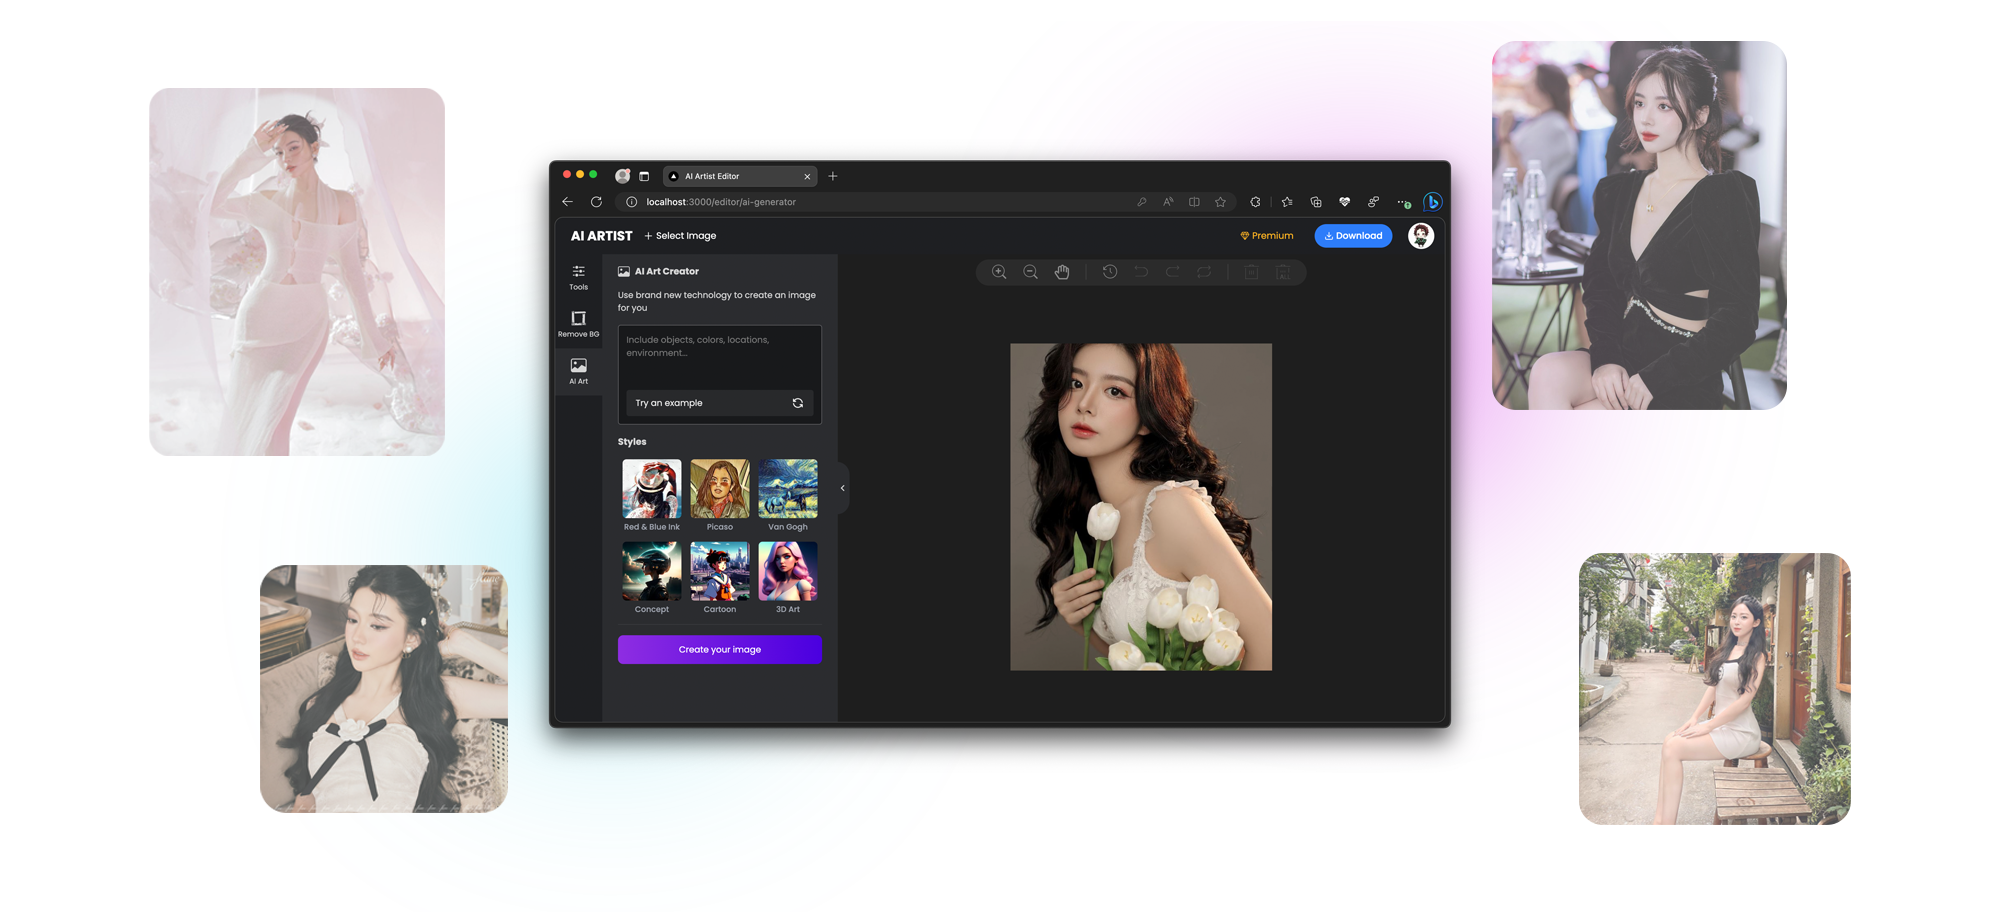 AI Artist Editor
localhost:3000/editor/ai-generator
AI ARTIST
+ Select Image
Premium
Download
Tools
Remove BG
AI Art
AI Art Creator
Use brand new technology to create an image
for you
Include objects, colors, locations,
environment...
Try an example
Styles
Red & Blue Ink
Picaso
Van Gogh
Concept
Cartoon
3D Art
Create your image
ALL